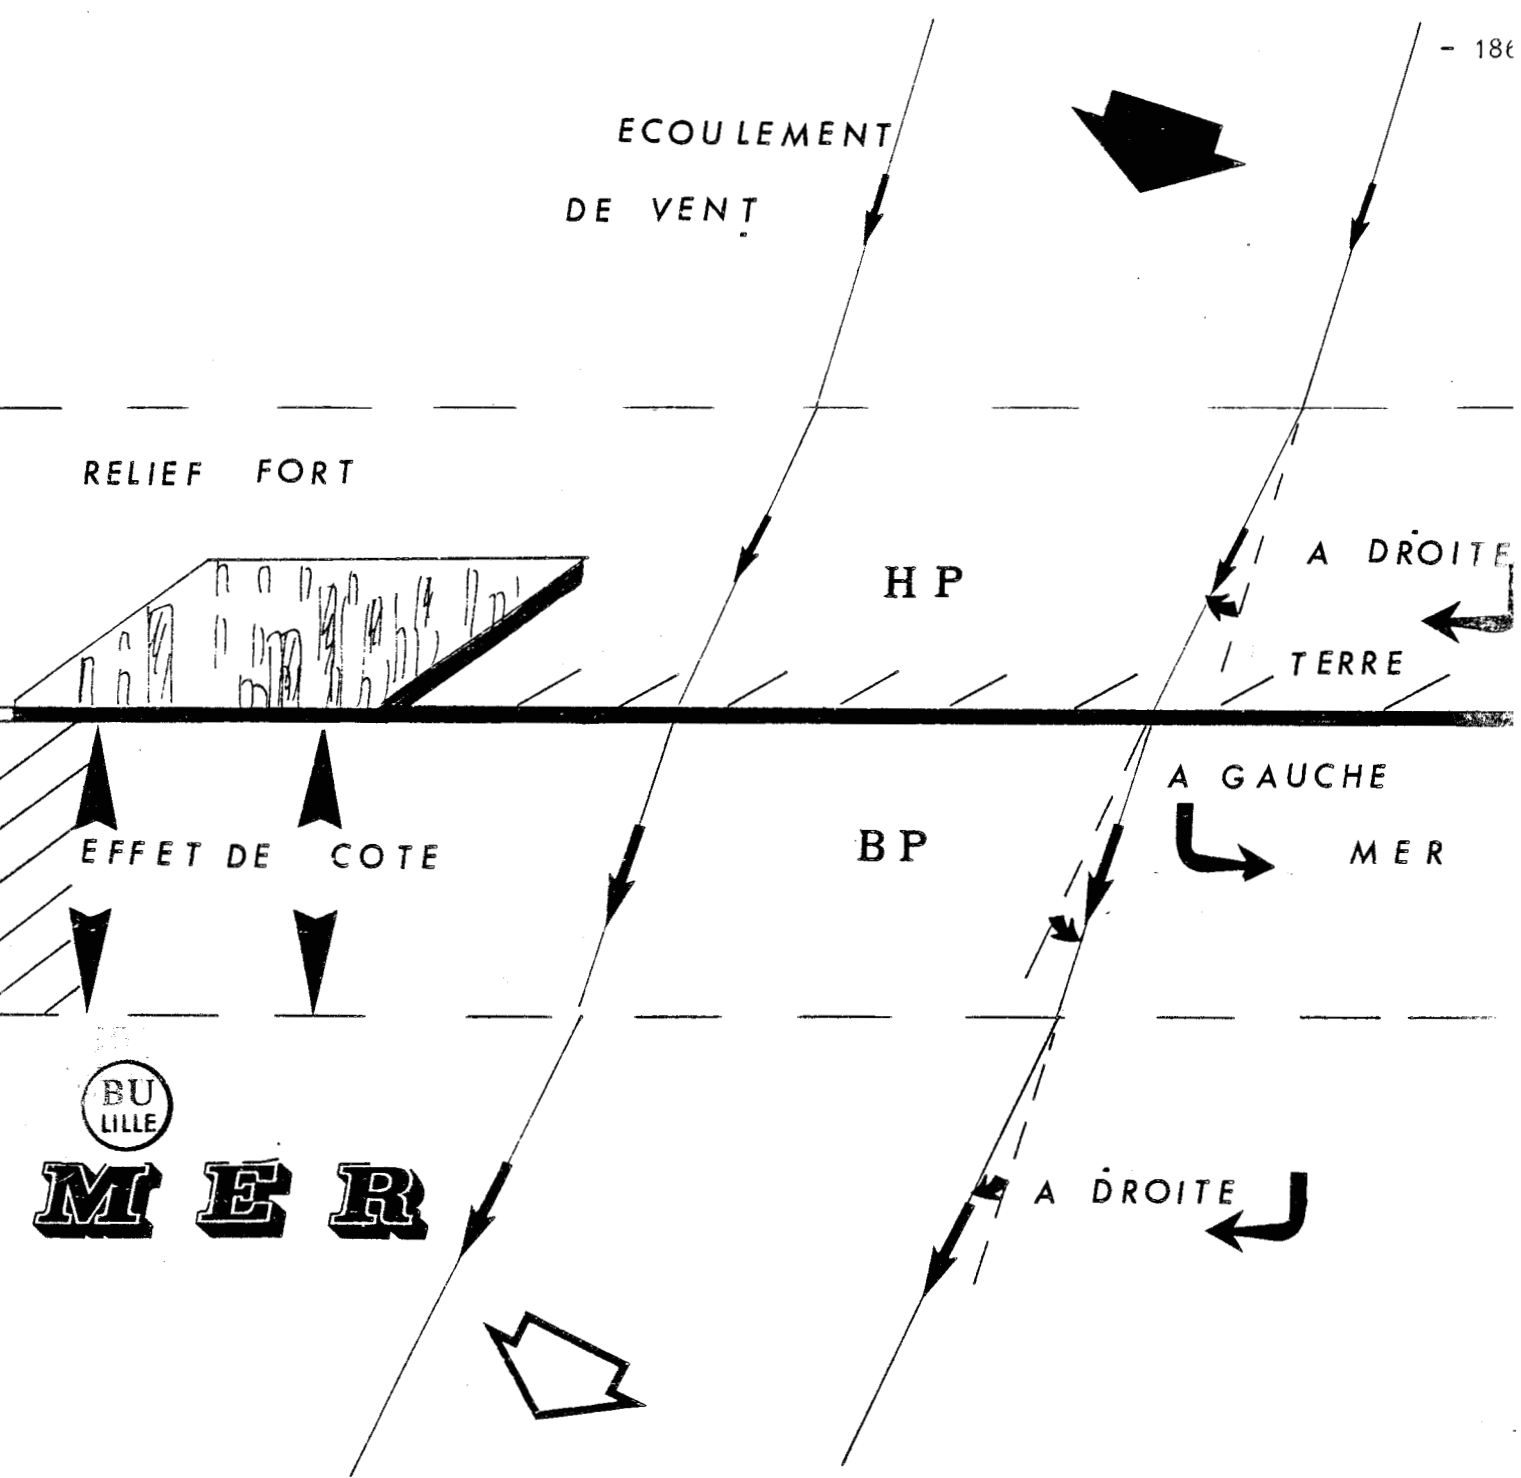 - 186
ECOULEMENT
DE VENT
RELIEF FORT
A DROITE
HP
TERRE
A GAUCHE
EFFET DE COTE
BP
MER
BU
LILLE
MER
A DROITE